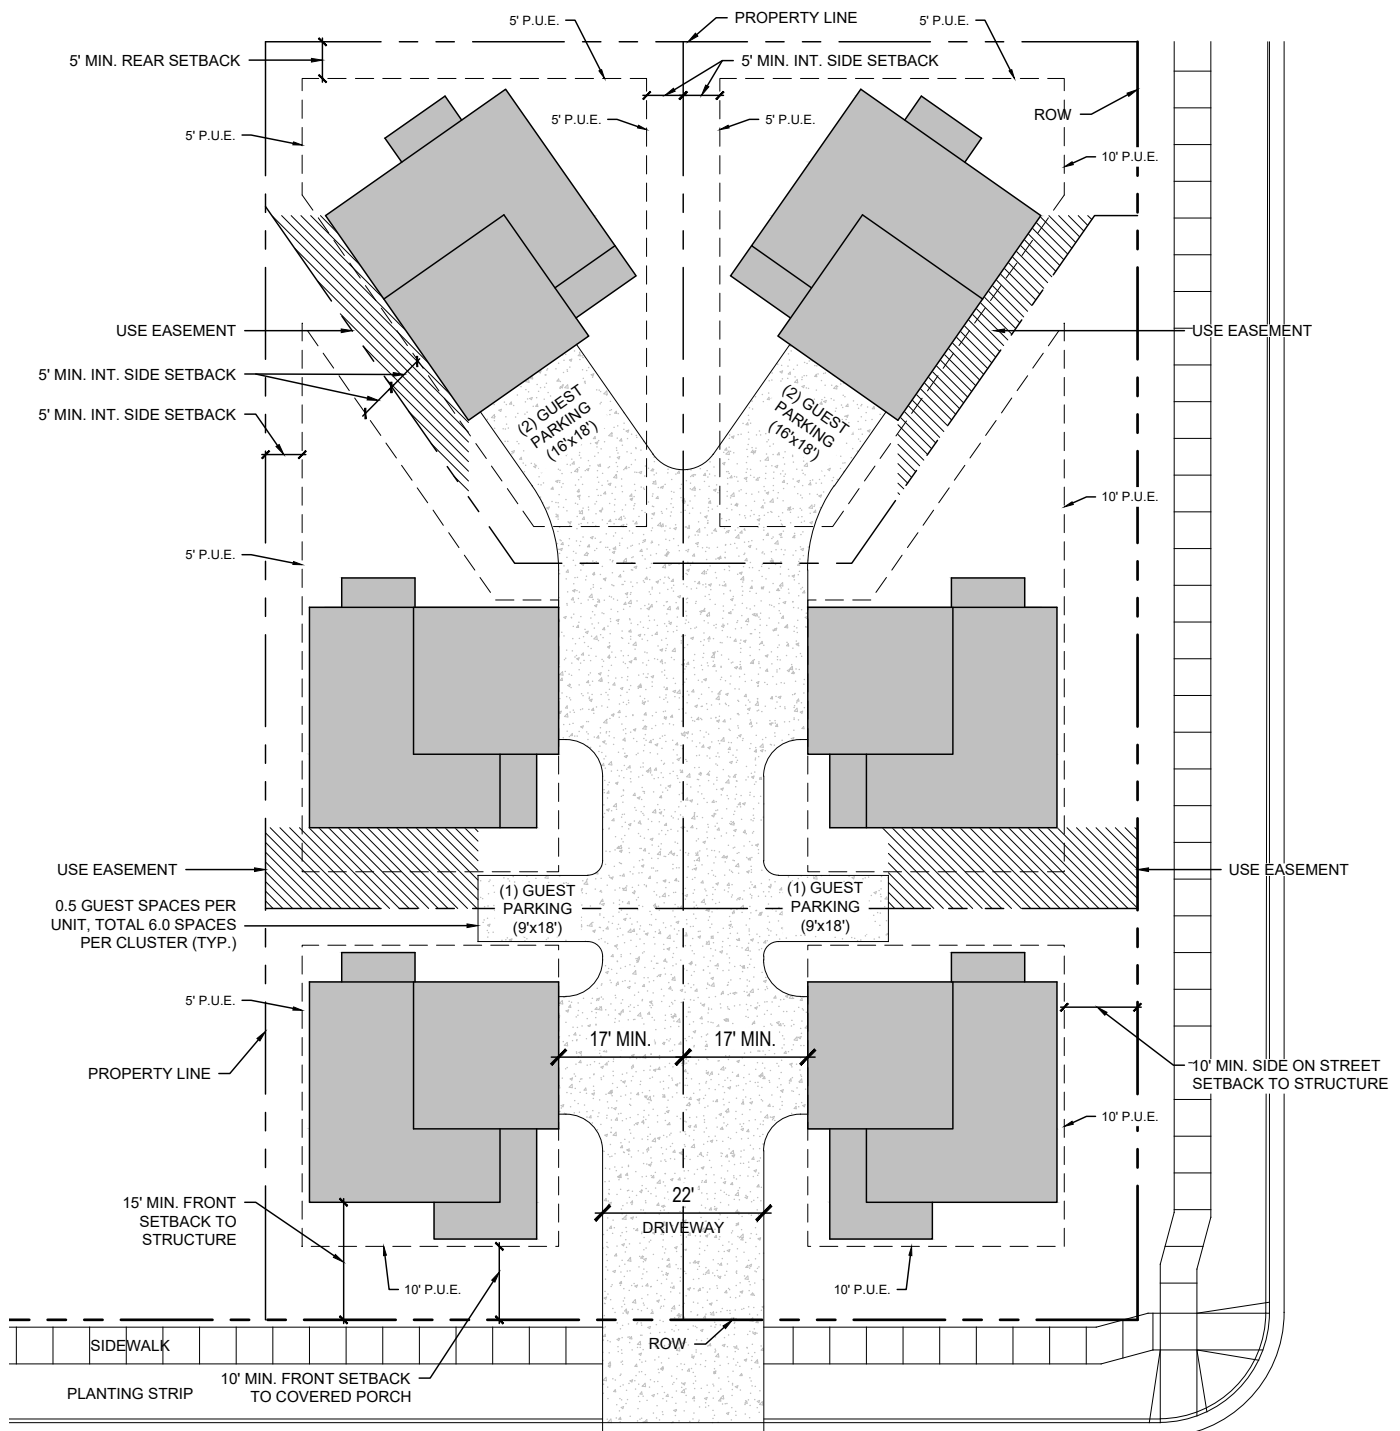 5' P.U.E.
PROPERTY LINE
5' P.U.E.
5' MIN. REAR SETBACK
5' MIN. INT. SIDE SETBACK
ROW
5' P.U.E.
5' P.U.E.
5' P.U.E.
10' P.U.E.
USE EASEMENT
USE EASEMENT
5' MIN. INT. SIDE SETBACK
5' MIN. INT. SIDE SETBACK
(2) GUEST
PARKING
(16'x18')
(2) GUEST
PARKING
(16'x18')
10' P.U.E.
5' P.U.E.
USE EASEMENT
USE EASEMENT
(1) GUEST
PARKING
(9'x18')
(1) GUEST
PARKING
(9'x18')
0.5 GUEST SPACES PER
UNIT, TOTAL 6.0 SPACES
PER CLUSTER (TYP.)
5' P.U.E.
17' MIN.
17' MIN.
PROPERTY LINE
10' MIN. SIDE ON STREET
SETBACK TO STRUCTURE
10' P.U.E.
15' MIN. FRONT
SETBACK TO
STRUCTURE
22'
DRIVEWAY
10' P.U.E.
10' P.U.E.
SIDEWALK
ROW
10' MIN. FRONT SETBACK
TO COVERED PORCH
PLANTING STRIP